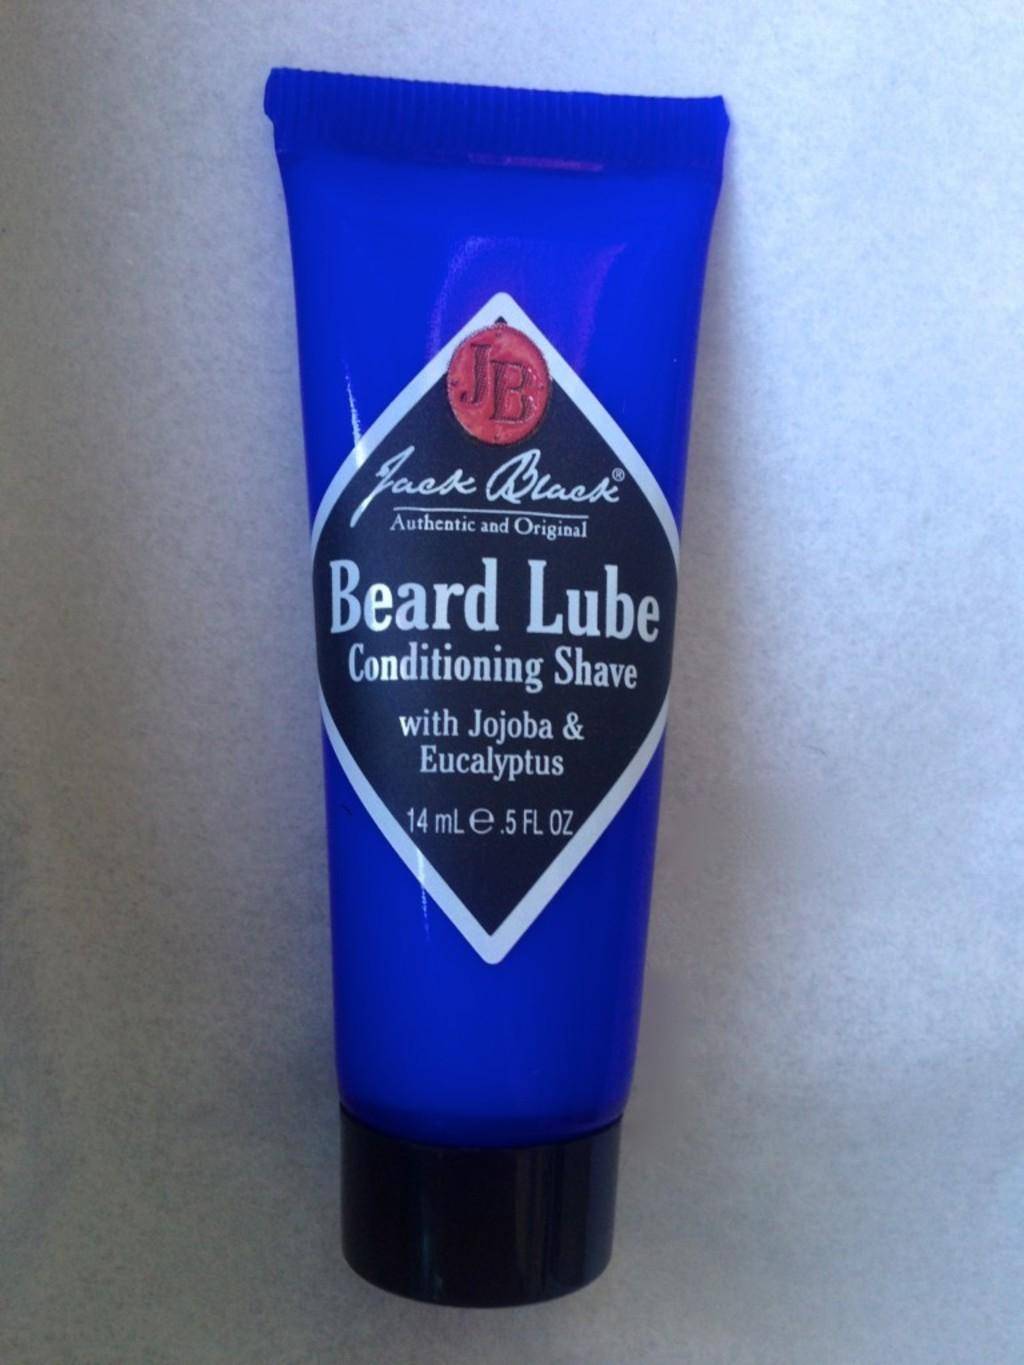 JB
Jack Black®
Authentic and Original
Beard Lube
Conditioning Shave
with Jojoba &
Eucalyptus
14 mL ℮ .5 FL OZ